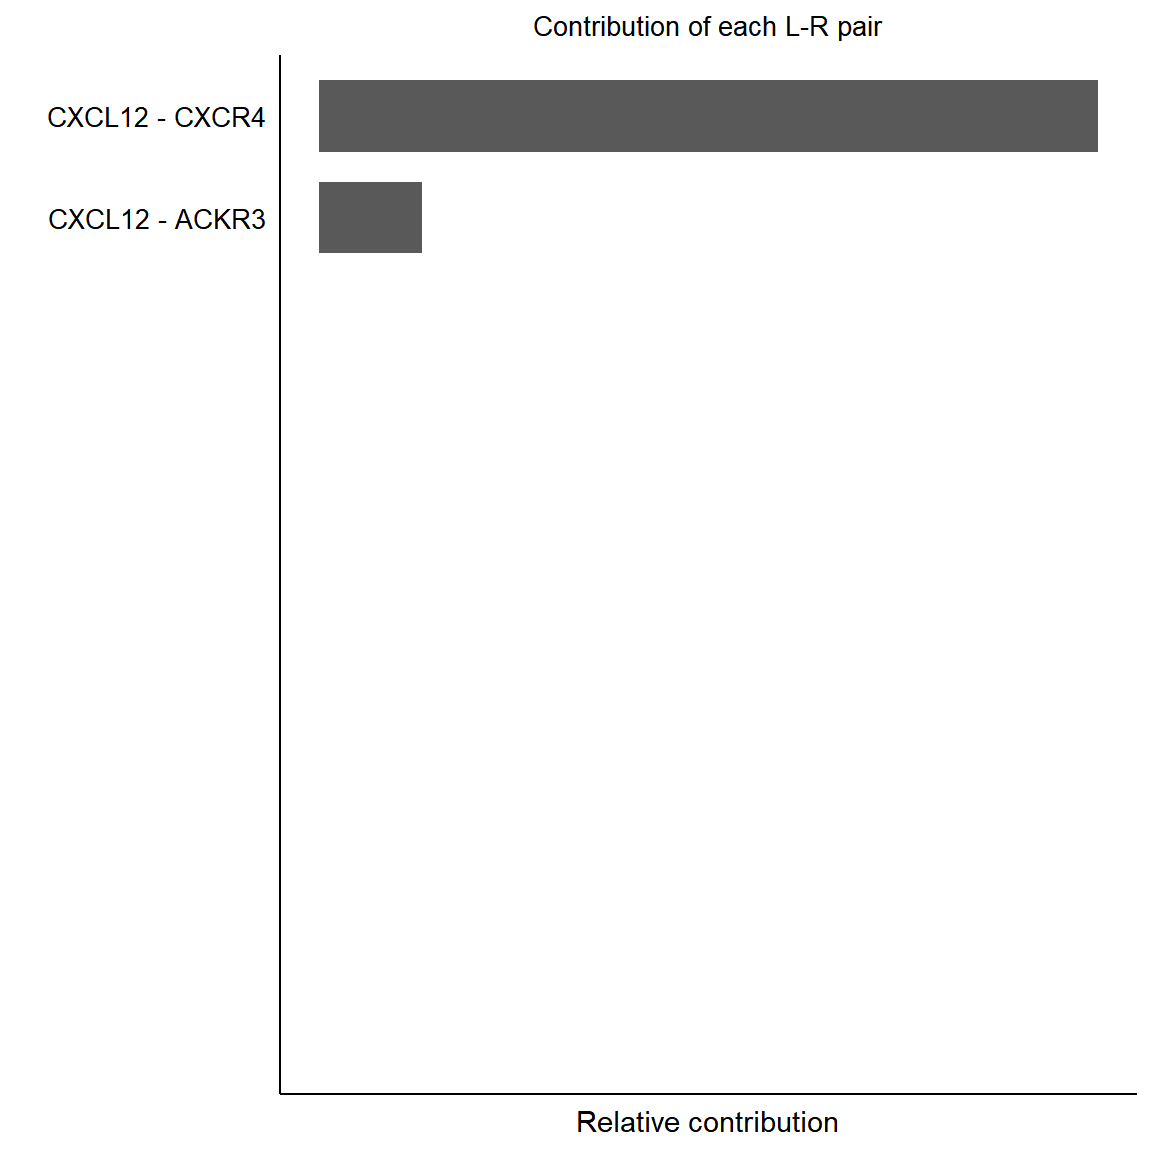 Contribution of each L-R pair
CXCL12 - CXCR4
CXCL12 - ACKR3
Relative contribution